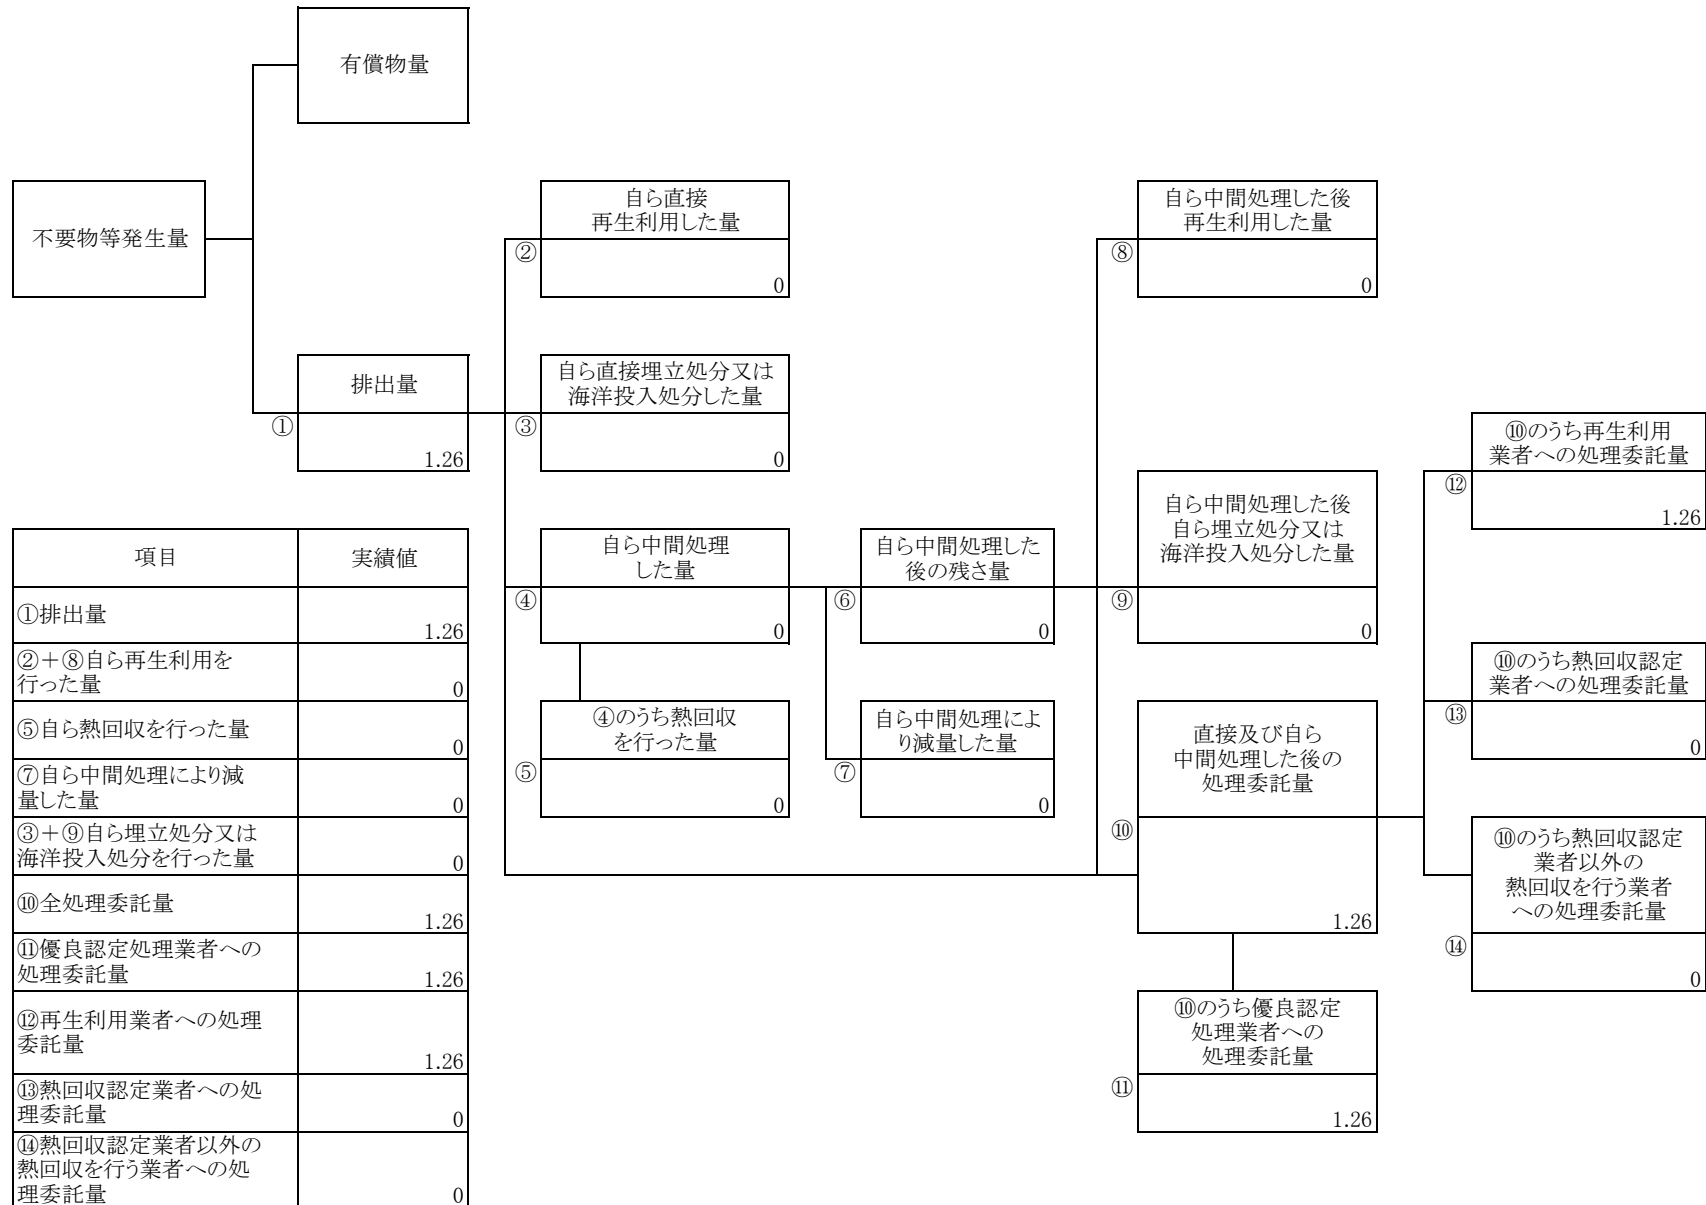 有償物量
不要物等発生量
自ら直接
再生利用した量
②
0
自ら中間処理した後
再生利用した量
⑧
0
排出量
①
1.26
自ら直接埋立処分又は
海洋投入処分した量
③
0
⑩のうち再生利用
業者への処理委託量
⑫
1.26
自ら中間処理した後
自ら埋立処分又は
海洋投入処分した量
⑨
0
自ら中間処理
した量
④
0
自ら中間処理した
後の残さ量
⑥
0
⑩のうち熱回収認定
業者への処理委託量
⑬
0
④のうち熱回収
を行った量
⑤
0
自ら中間処理によ
り減量した量
⑦
0
直接及び自ら
中間処理した後の
処理委託量
⑩
1.26
⑩のうち熱回収認定
業者以外の
熱回収を行う業者
への処理委託量
⑭
0
⑩のうち優良認定
処理業者への
処理委託量
⑪
1.26
項目 実績値
①排出量
1.26
②＋⑧自ら再生利用を
行った量
0
⑤自ら熱回収を行った量
0
⑦自ら中間処理により減
量した量
0
③＋⑨自ら埋立処分又は
海洋投入処分を行った量
0
⑩全処理委託量
1.26
⑪優良認定処理業者への
処理委託量
1.26
⑫再生利用業者への処理
委託量
1.26
⑬熱回収認定業者への処
理委託量
0
⑭熱回収認定業者以外の
熱回収を行う業者への処
理委託量
0